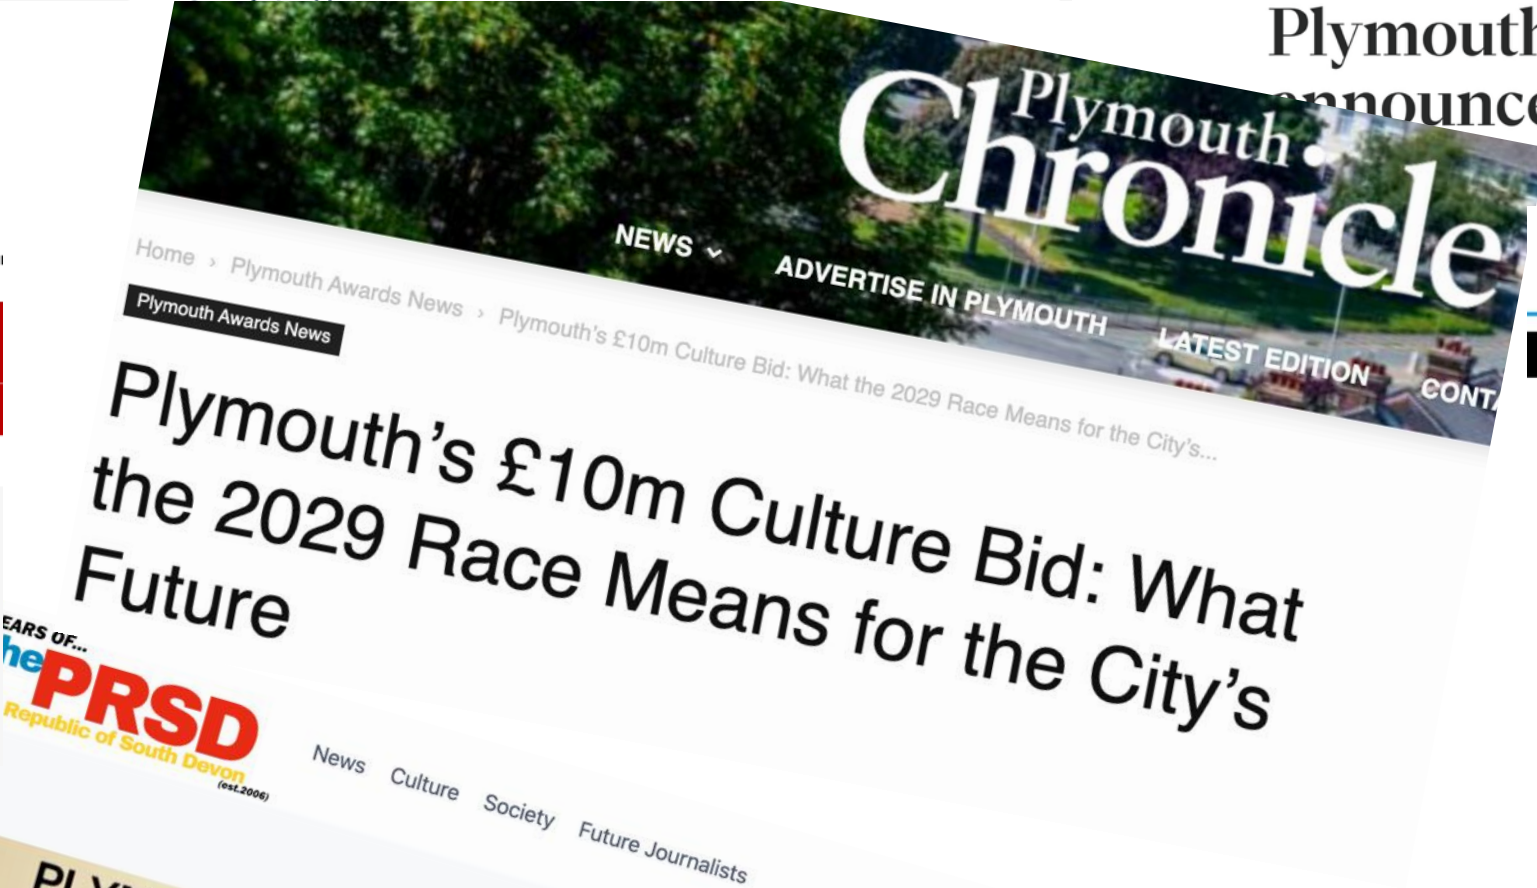 Plymouth
announce
Plymouth
Chronicle
NEWS
ADVERTISE IN PLYMOUTH
LATEST EDITION
Home › Plymouth Awards News › Plymouth's £10m Culture Bid: What the 2029 Race Means for the City's...
Plymouth Awards News
Plymouth's £10m Culture Bid: What
the 2029 Race Means for the City's
Future
OF...
PRSD
Republic of South Devon
(est.2006)
News Culture Society Future Journalists